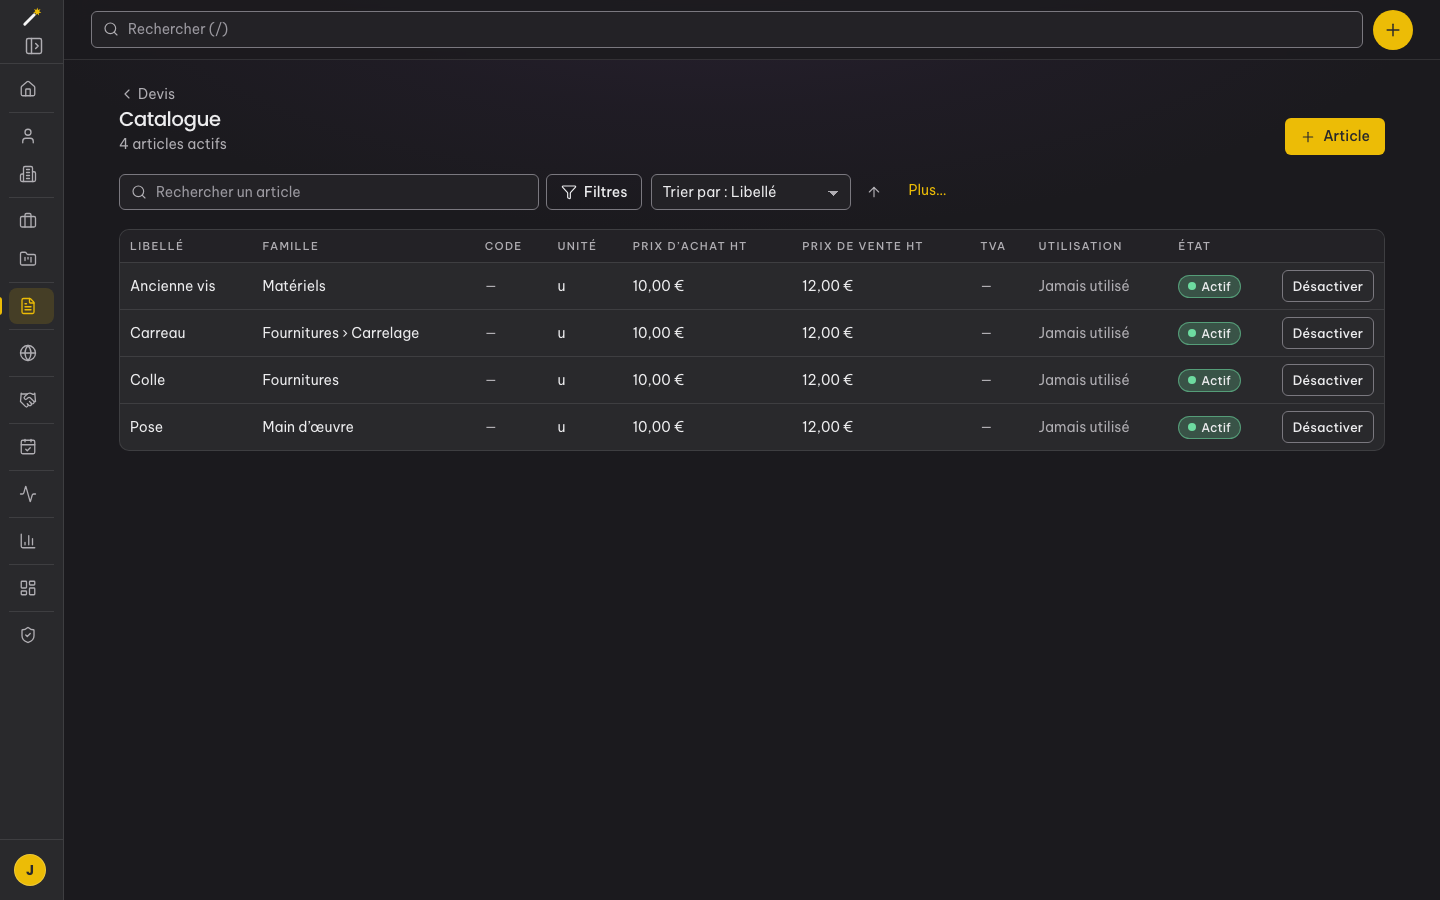 Rechercher (/)
Devis
Catalogue
4 articles actifs
Article
Rechercher un article
Filtres
Trier par : Libellé
Plus…
LIBELLÉ FAMILLE CODE UNITÉ PRIX D'ACHAT HT PRIX DE VENTE HT TVA UTILISATION ÉTAT
Ancienne vis Matériels — u 10,00 € 12,00 € — Jamais utilisé Actif Désactiver
Carreau Fournitures › Carrelage — u 10,00 € 12,00 € — Jamais utilisé Actif Désactiver
Colle Fournitures — u 10,00 € 12,00 € — Jamais utilisé Actif Désactiver
Pose Main d'œuvre — u 10,00 € 12,00 € — Jamais utilisé Actif Désactiver
J